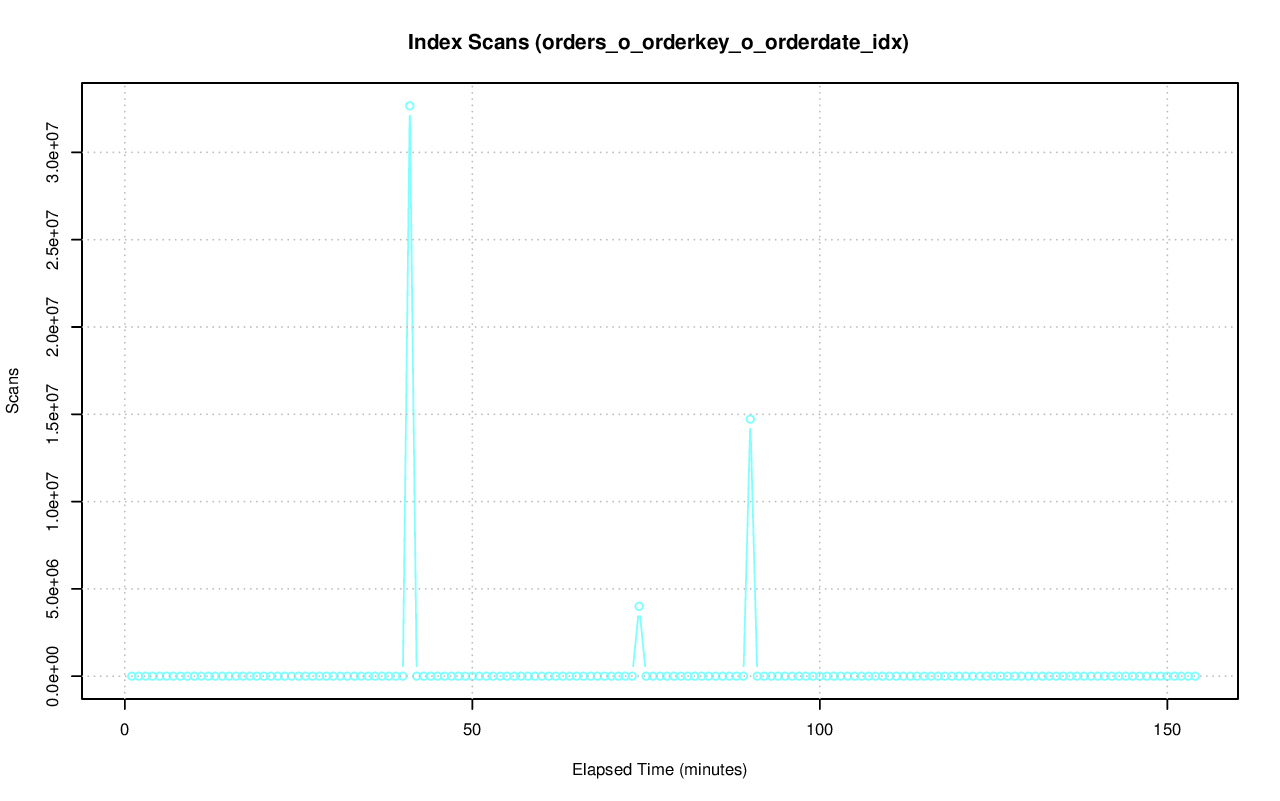 Index Scans (orders_o_orderkey_o_orderdate_idx)
3.0e+07
2.5e+07
2.0e+07
1.5e+07
1.0e+07
5.0e+06
0.0e+00
Scans
0 50 100 150
Elapsed Time (minutes)